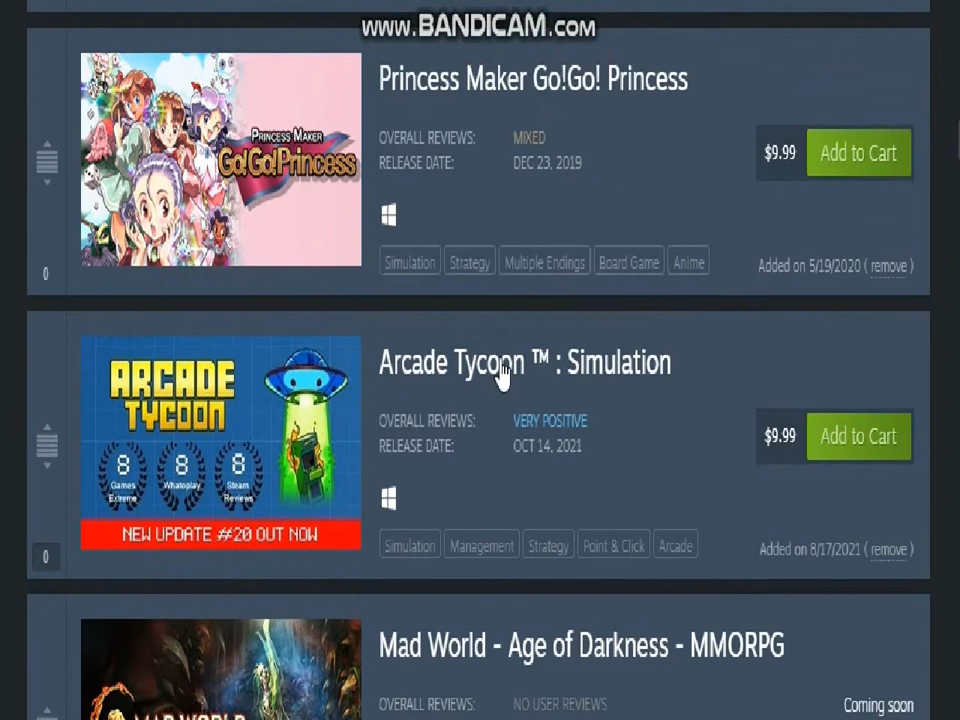 www.BANDICAM.com
Princess Maker Go!Go! Princess
OVERALL REVIEWS: MIXED
RELEASE DATE: DEC 23, 2019
$9.99 Add to Cart
PRINCESS MAKER
Go!Go!Princess
Simulation Strategy Multiple Endings Board Game Anime
Added on 5/19/2020 ( remove )
0
Arcade Tycoon ™ : Simulation
ARCADE
TYCOON
OVERALL REVIEWS: VERY POSITIVE
RELEASE DATE: OCT 14, 2021
$9.99 Add to Cart
8 8 8
Games Extreme
Whatoplay
Steam Reviews
NEW UPDATE #20 OUT NOW
Simulation Management Strategy Point & Click Arcade
Added on 8/17/2021 ( remove )
0
Mad World - Age of Darkness - MMORPG
OVERALL REVIEWS: NO USER REVIEWS
Coming soon
MAD WORLD